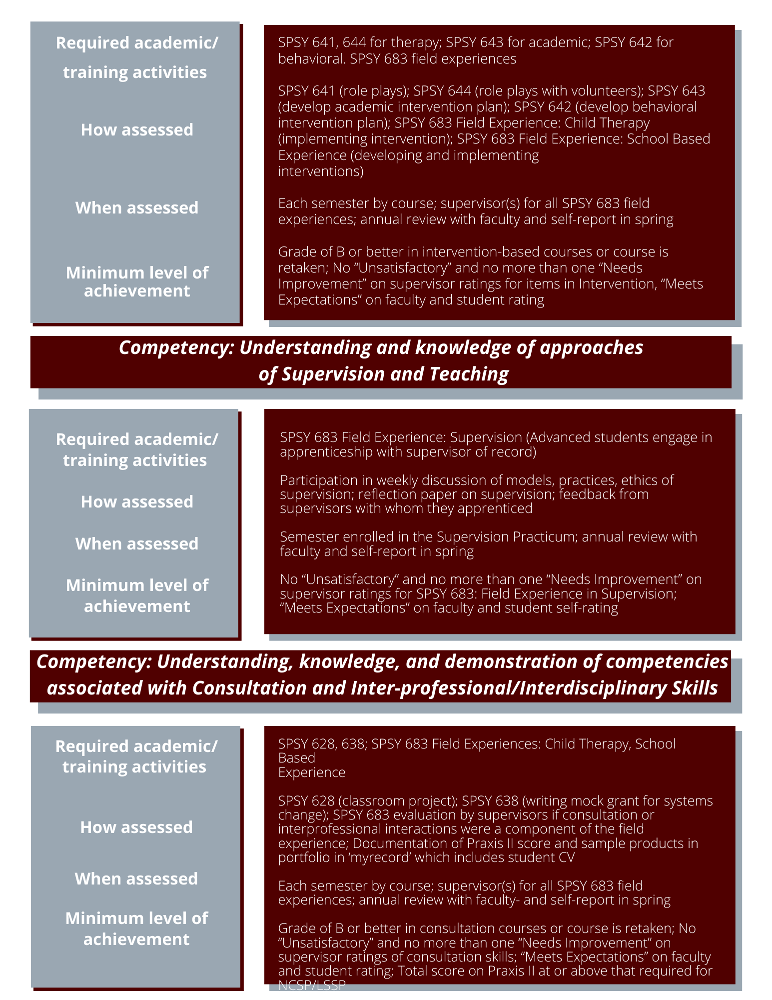 Required academic/
training activities
SPSY 641, 644 for therapy; SPSY 643 for academic; SPSY 642 for
behavioral. SPSY 683 field experiences
How assessed
SPSY 641 (role plays); SPSY 644 (role plays with volunteers); SPSY 643
(develop academic intervention plan); SPSY 642 (develop behavioral
intervention plan); SPSY 683 Field Experience: Child Therapy
(implementing intervention); SPSY 683 Field Experience: School Based
Experience (developing and implementing
interventions)
When assessed
Each semester by course; supervisor(s) for all SPSY 683 field
experiences; annual review with faculty and self-report in spring
Minimum level of
achievement
Grade of B or better in intervention-based courses or course is
retaken; No “Unsatisfactory” and no more than one “Needs
Improvement” on supervisor ratings for items in Intervention, “Meets
Expectations” on faculty and student rating
Competency: Understanding and knowledge of approaches
of Supervision and Teaching
Required academic/
training activities
SPSY 683 Field Experience: Supervision (Advanced students engage in
apprenticeship with supervisor of record)
How assessed
Participation in weekly discussion of models, practices, ethics of
supervision; reflection paper on supervision; feedback from
supervisors with whom they apprenticed
When assessed
Semester enrolled in the Supervision Practicum; annual review with
faculty and self-report in spring
Minimum level of
achievement
No “Unsatisfactory” and no more than one “Needs Improvement” on
supervisor ratings for SPSY 683: Field Experience in Supervision;
“Meets Expectations” on faculty and student self-rating
Competency: Understanding, knowledge, and demonstration of competencies
associated with Consultation and Inter-professional/Interdisciplinary Skills
Required academic/
training activities
SPSY 628, 638; SPSY 683 Field Experiences: Child Therapy, School
Based
Experience
How assessed
SPSY 628 (classroom project); SPSY 638 (writing mock grant for systems
change); SPSY 683 evaluation by supervisors if consultation or
interprofessional interactions were a component of the field
experience; Documentation of Praxis II score and sample products in
portfolio in ‘myrecord’ which includes student CV
When assessed
Each semester by course; supervisor(s) for all SPSY 683 field
experiences; annual review with faculty- and self-report in spring
Minimum level of
achievement
Grade of B or better in consultation courses or course is retaken; No
“Unsatisfactory” and no more than one “Needs Improvement” on
supervisor ratings of consultation skills; “Meets Expectations” on faculty
and student rating; Total score on Praxis II at or above that required for
NCSP/LSSP